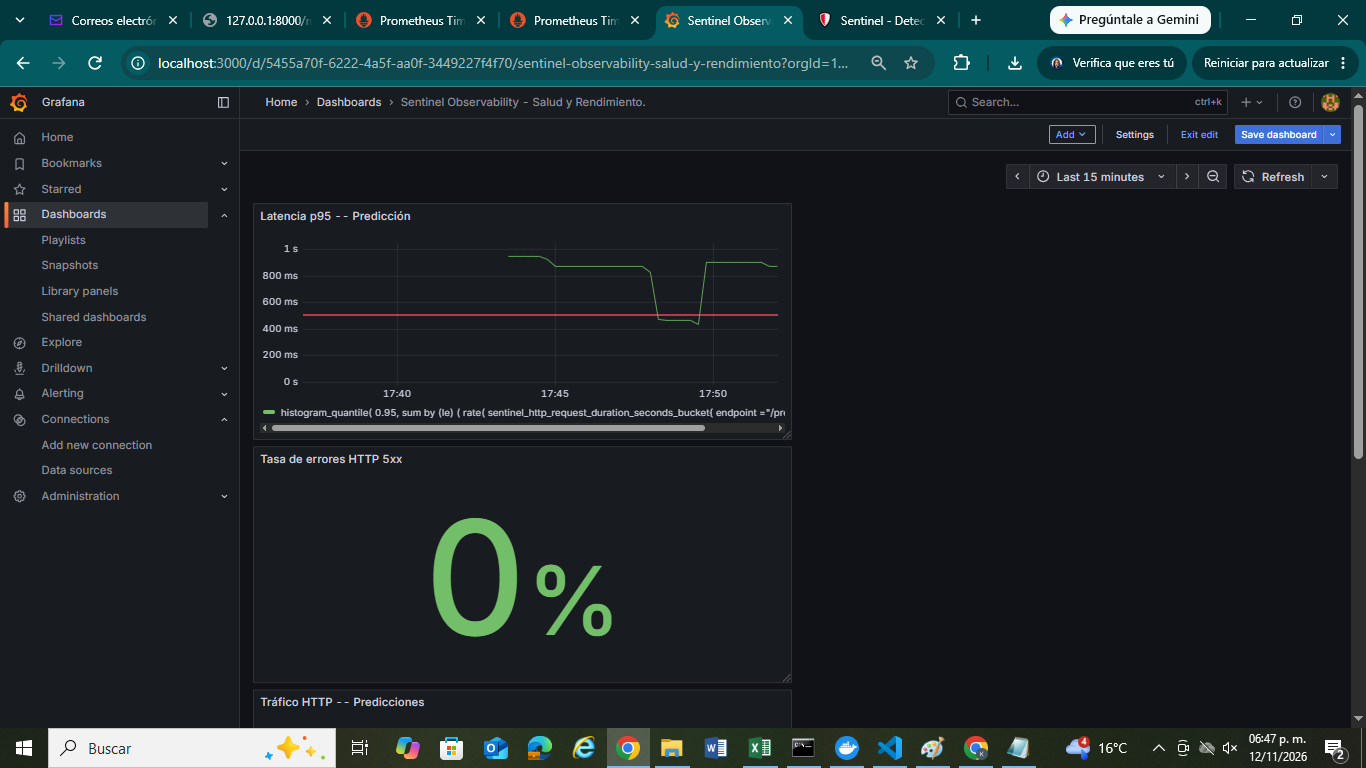 Correos electrór
127.0.0.1:8000/n
Prometheus Tim
Prometheus Tim
Sentinel Observ
Sentinel - Detec
Pregúntale a Gemini
localhost:3000/d/5455a70f-6222-4a5f-aa0f-3449227f4f70/sentinel-observability-salud-y-rendimiento?orgId=1...
Verifica que eres tú
Reiniciar para actualizar
Grafana
Home › Dashboards › Sentinel Observability - Salud y Rendimiento.
Search...
ctrl+k
Add
Settings
Exit edit
Save dashboard
Home
Bookmarks
Starred
Dashboards
Playlists
Snapshots
Library panels
Shared dashboards
Explore
Drilldown
Alerting
Connections
Add new connection
Data sources
Administration
Last 15 minutes
Refresh
Latencia p95 -- Predicción
1 s
800 ms
600 ms
400 ms
200 ms
0 s
17:40
17:45
17:50
histogram_quantile( 0.95, sum by (le) ( rate( sentinel_http_request_duration_seconds_bucket{ endpoint ="/pre
Tasa de errores HTTP 5xx
0%
Tráfico HTTP -- Predicciones
Buscar
4
16°C
06:47 p. m.
12/11/2026
2